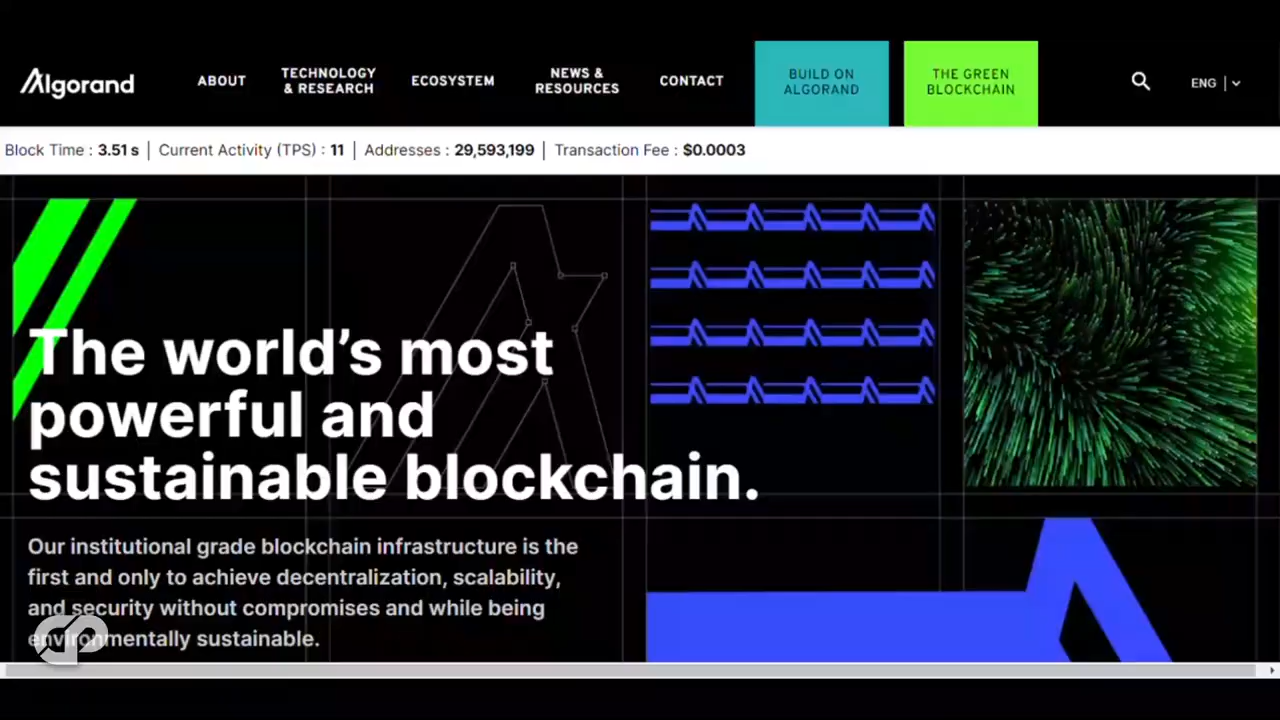 Algorand
ABOUT
TECHNOLOGY
& RESEARCH
ECOSYSTEM
NEWS &
RESOURCES
CONTACT
BUILD ON
ALGORAND
THE GREEN
BLOCKCHAIN
ENG
Block Time : 3.51 s | Current Activity (TPS) : 11 | Addresses : 29,593,199 | Transaction Fee : $0.0003
The world’s most
powerful and
sustainable blockchain.
Our institutional grade blockchain infrastructure is the
first and only to achieve decentralization, scalability,
and security without compromises and while being
environmentally sustainable.